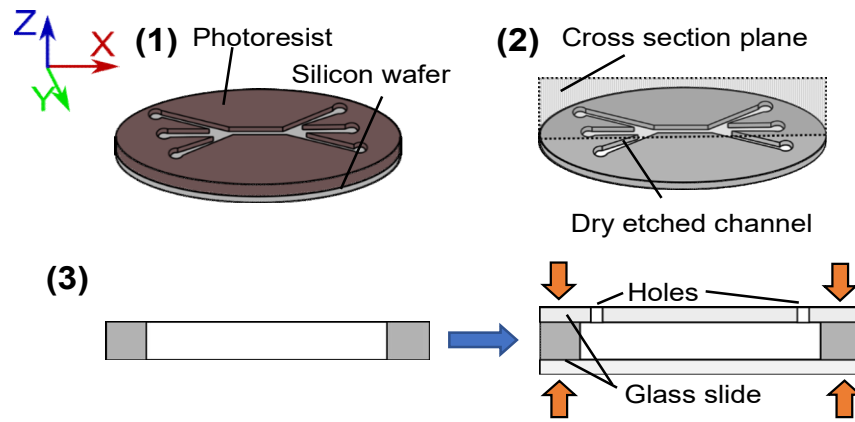 Z
X
Y
(1)
Photoresist
Silicon wafer
(2)
Cross section plane
Dry etched channel
(3)
Holes
Glass slide